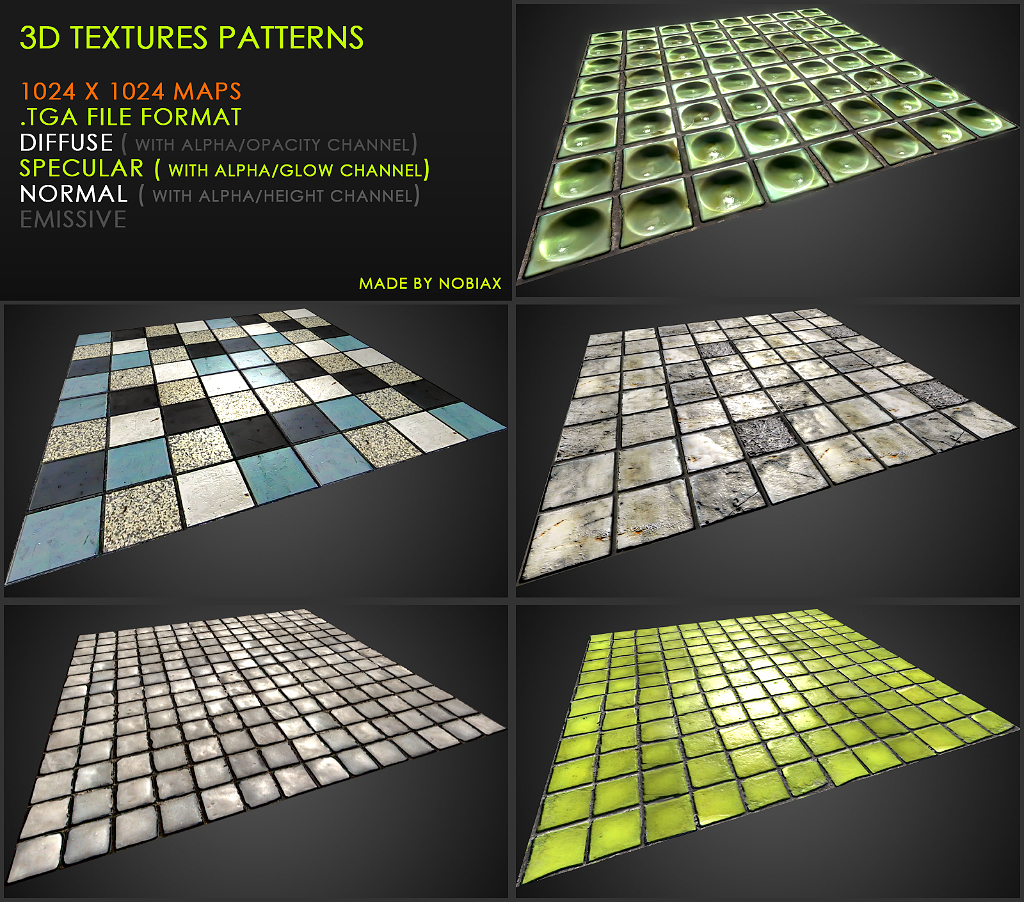 3D TEXTURES PATTERNS
1024 X 1024 MAPS
.TGA FILE FORMAT
DIFFUSE ( WITH ALPHA/OPACITY CHANNEL)
SPECULAR ( WITH ALPHA/GLOW CHANNEL)
NORMAL ( WITH ALPHA/HEIGHT CHANNEL)
EMISSIVE
MADE BY NOBIAX